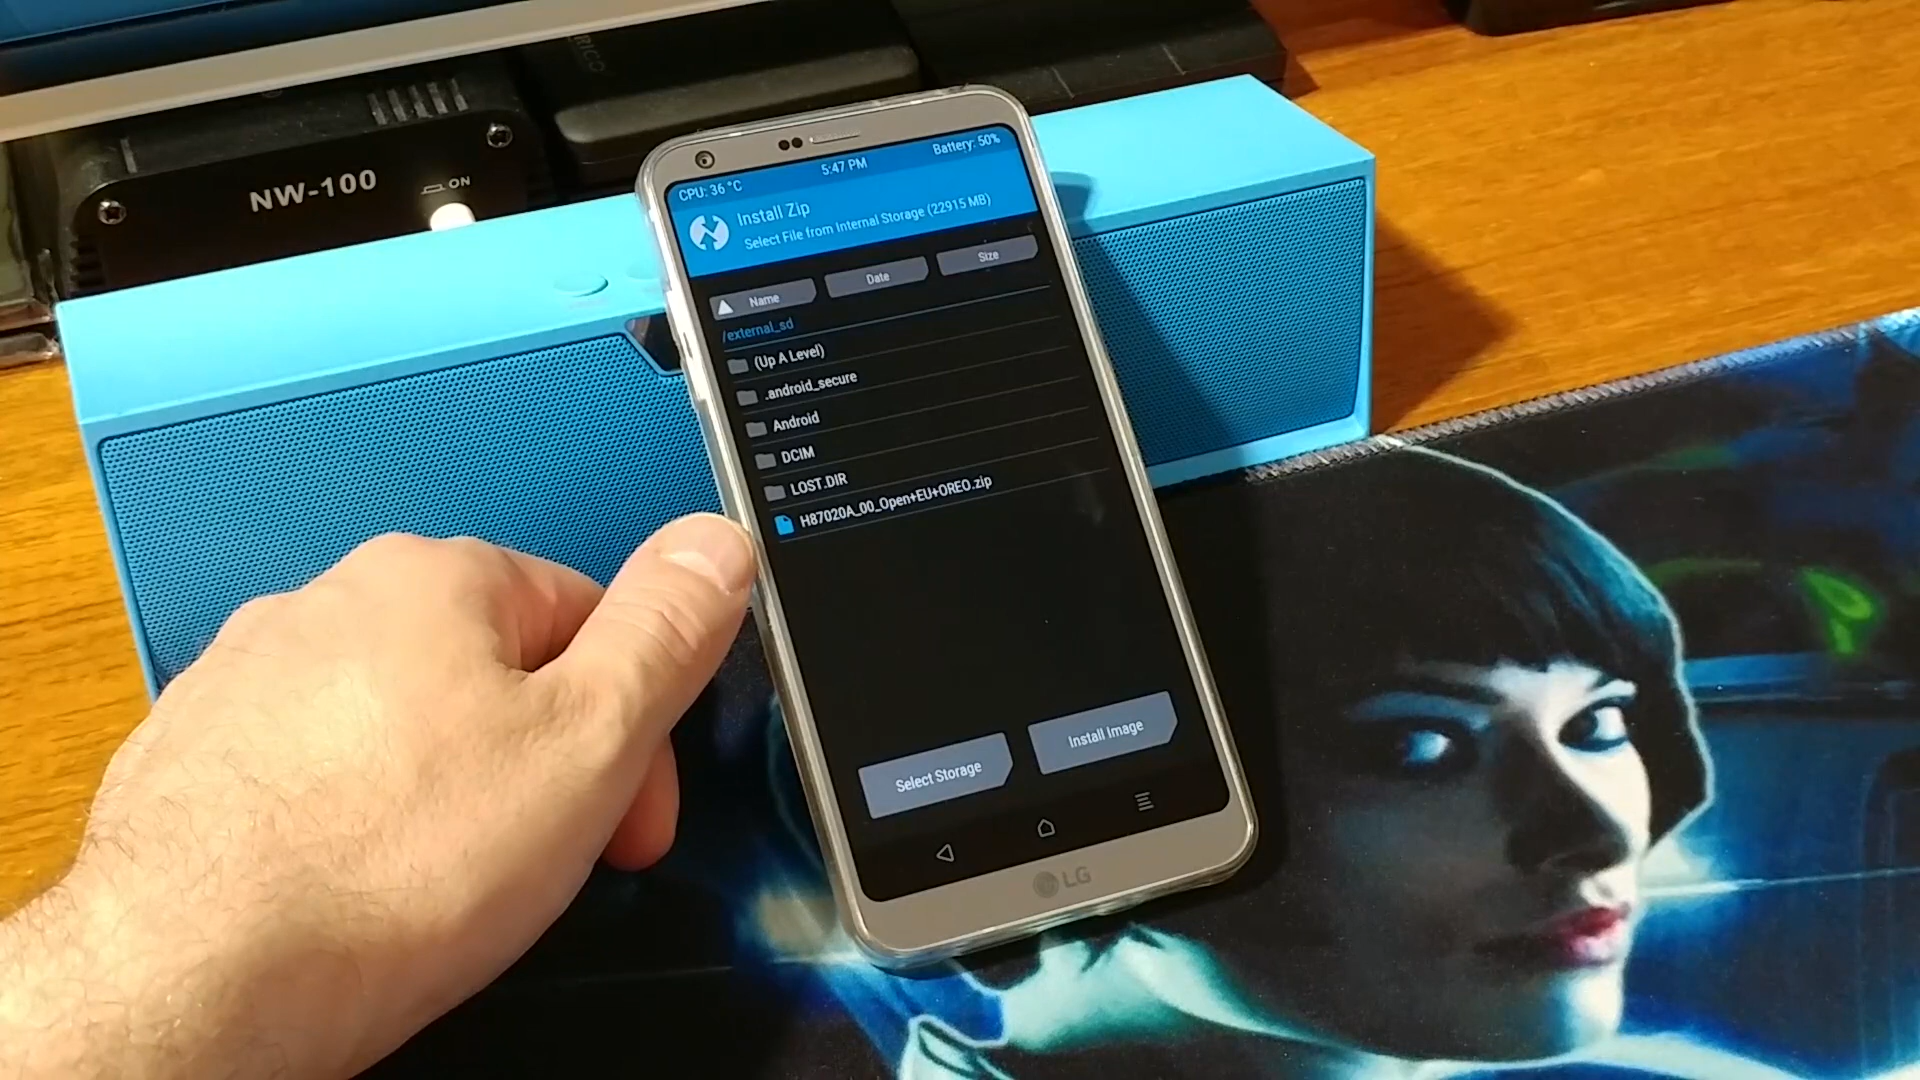 RICO
NW-100
ON
CPU: 36 °C
5:47 PM
Battery: 50%
Install Zip
Select File from Internal Storage (22915 MB)
Name
Date
Size
/external_sd
(Up A Level)
.android_secure
Android
DCIM
LOST.DIR
H87020A_00_Open+EU+OREO.zip
Select Storage
Install Image
LG